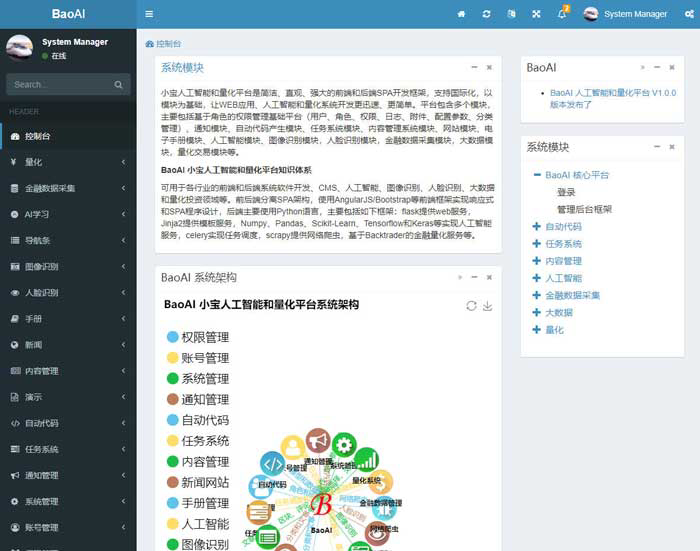 BaoAI
2
System Manager
System Manager
在线
Search...
HEADER
控制台
量化
金融数据采集
AI学习
导航条
图像识别
人脸识别
手册
新闻
内容管理
演示
自动代码
任务系统
通知管理
系统管理
账号管理
控制台
系统模块
小宝人工智能和量化平台是简洁、直观、强大的前端和后端SPA开发框架，支持国际化，以
模块为基础，让WEB应用、人工智能和量化系统开发更迅速、更简单。平台包含多个模块，
主要包括基于角色的权限管理基础平台（用户、角色、权限、日志、附件、配置参数、分类
管理），通知模块、自动代码产生模块、任务系统模块、内容管理系统模块、网站模块、电
子手册模块、人工智能模块、图像识别模块、人脸识别模块，金融数据采集模块，大数据模
块，量化交易模块等。
BaoAI 小宝人工智能和量化平台知识体系
可用于各行业的前端和后端系统软件开发、CMS、人工智能、图像识别、人脸识别、大数据
和量化投资领域等。前后端分离SPA架构，使用AngularJS/Bootstrap等前端框架实现响应式
和SPA程序设计，后端主要使用Python语言，主要包括如下框架：flask提供web服务，
Jinja2提供模板服务，Numpy、Pandas、Scikit-Learn、Tensorflow和Keras等实现人工智能
服务，celery实现任务调度，scrapy提供网络爬虫，基于Backtrader的金融量化服务等。
BaoAI 系统架构
BaoAI 小宝人工智能和量化平台系统架构
权限管理
账号管理
系统管理
通知管理
自动代码
任务系统
内容管理
新闻网站
手册管理
人工智能
图像识别
通知管理
系统管理
量化系统
自动代码
金融数据管理
网络爬虫
B
BaoAI
BaoAI
BaoAI 人工智能和量化平台 V1.0.0
版本发布了
系统模块
BaoAI 核心平台
登录
管理后台框架
自动代码
任务系统
内容管理
人工智能
金融数据采集
大数据
量化